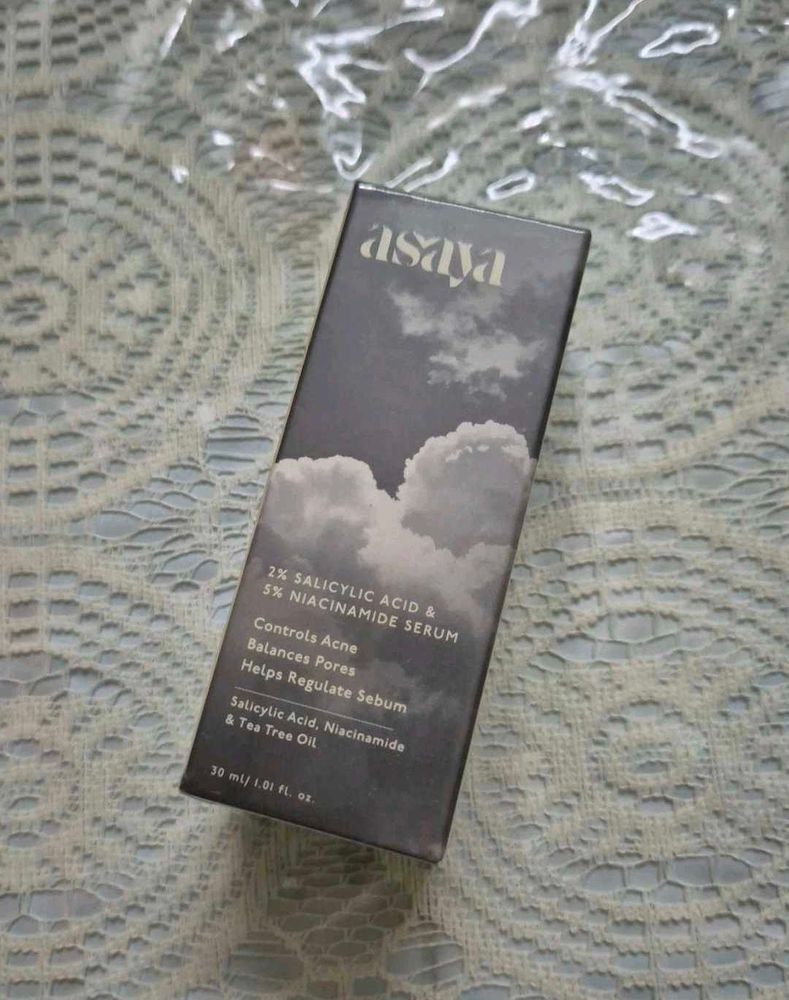 asaya
2% SALICYLIC ACID &
5% NIACINAMIDE SERUM
Controls Acne
Balances Pores
Helps Regulate Sebum
Salicylic Acid, Niacinamide
& Tea Tree Oil
30 ml/ 1.01 fl. oz.